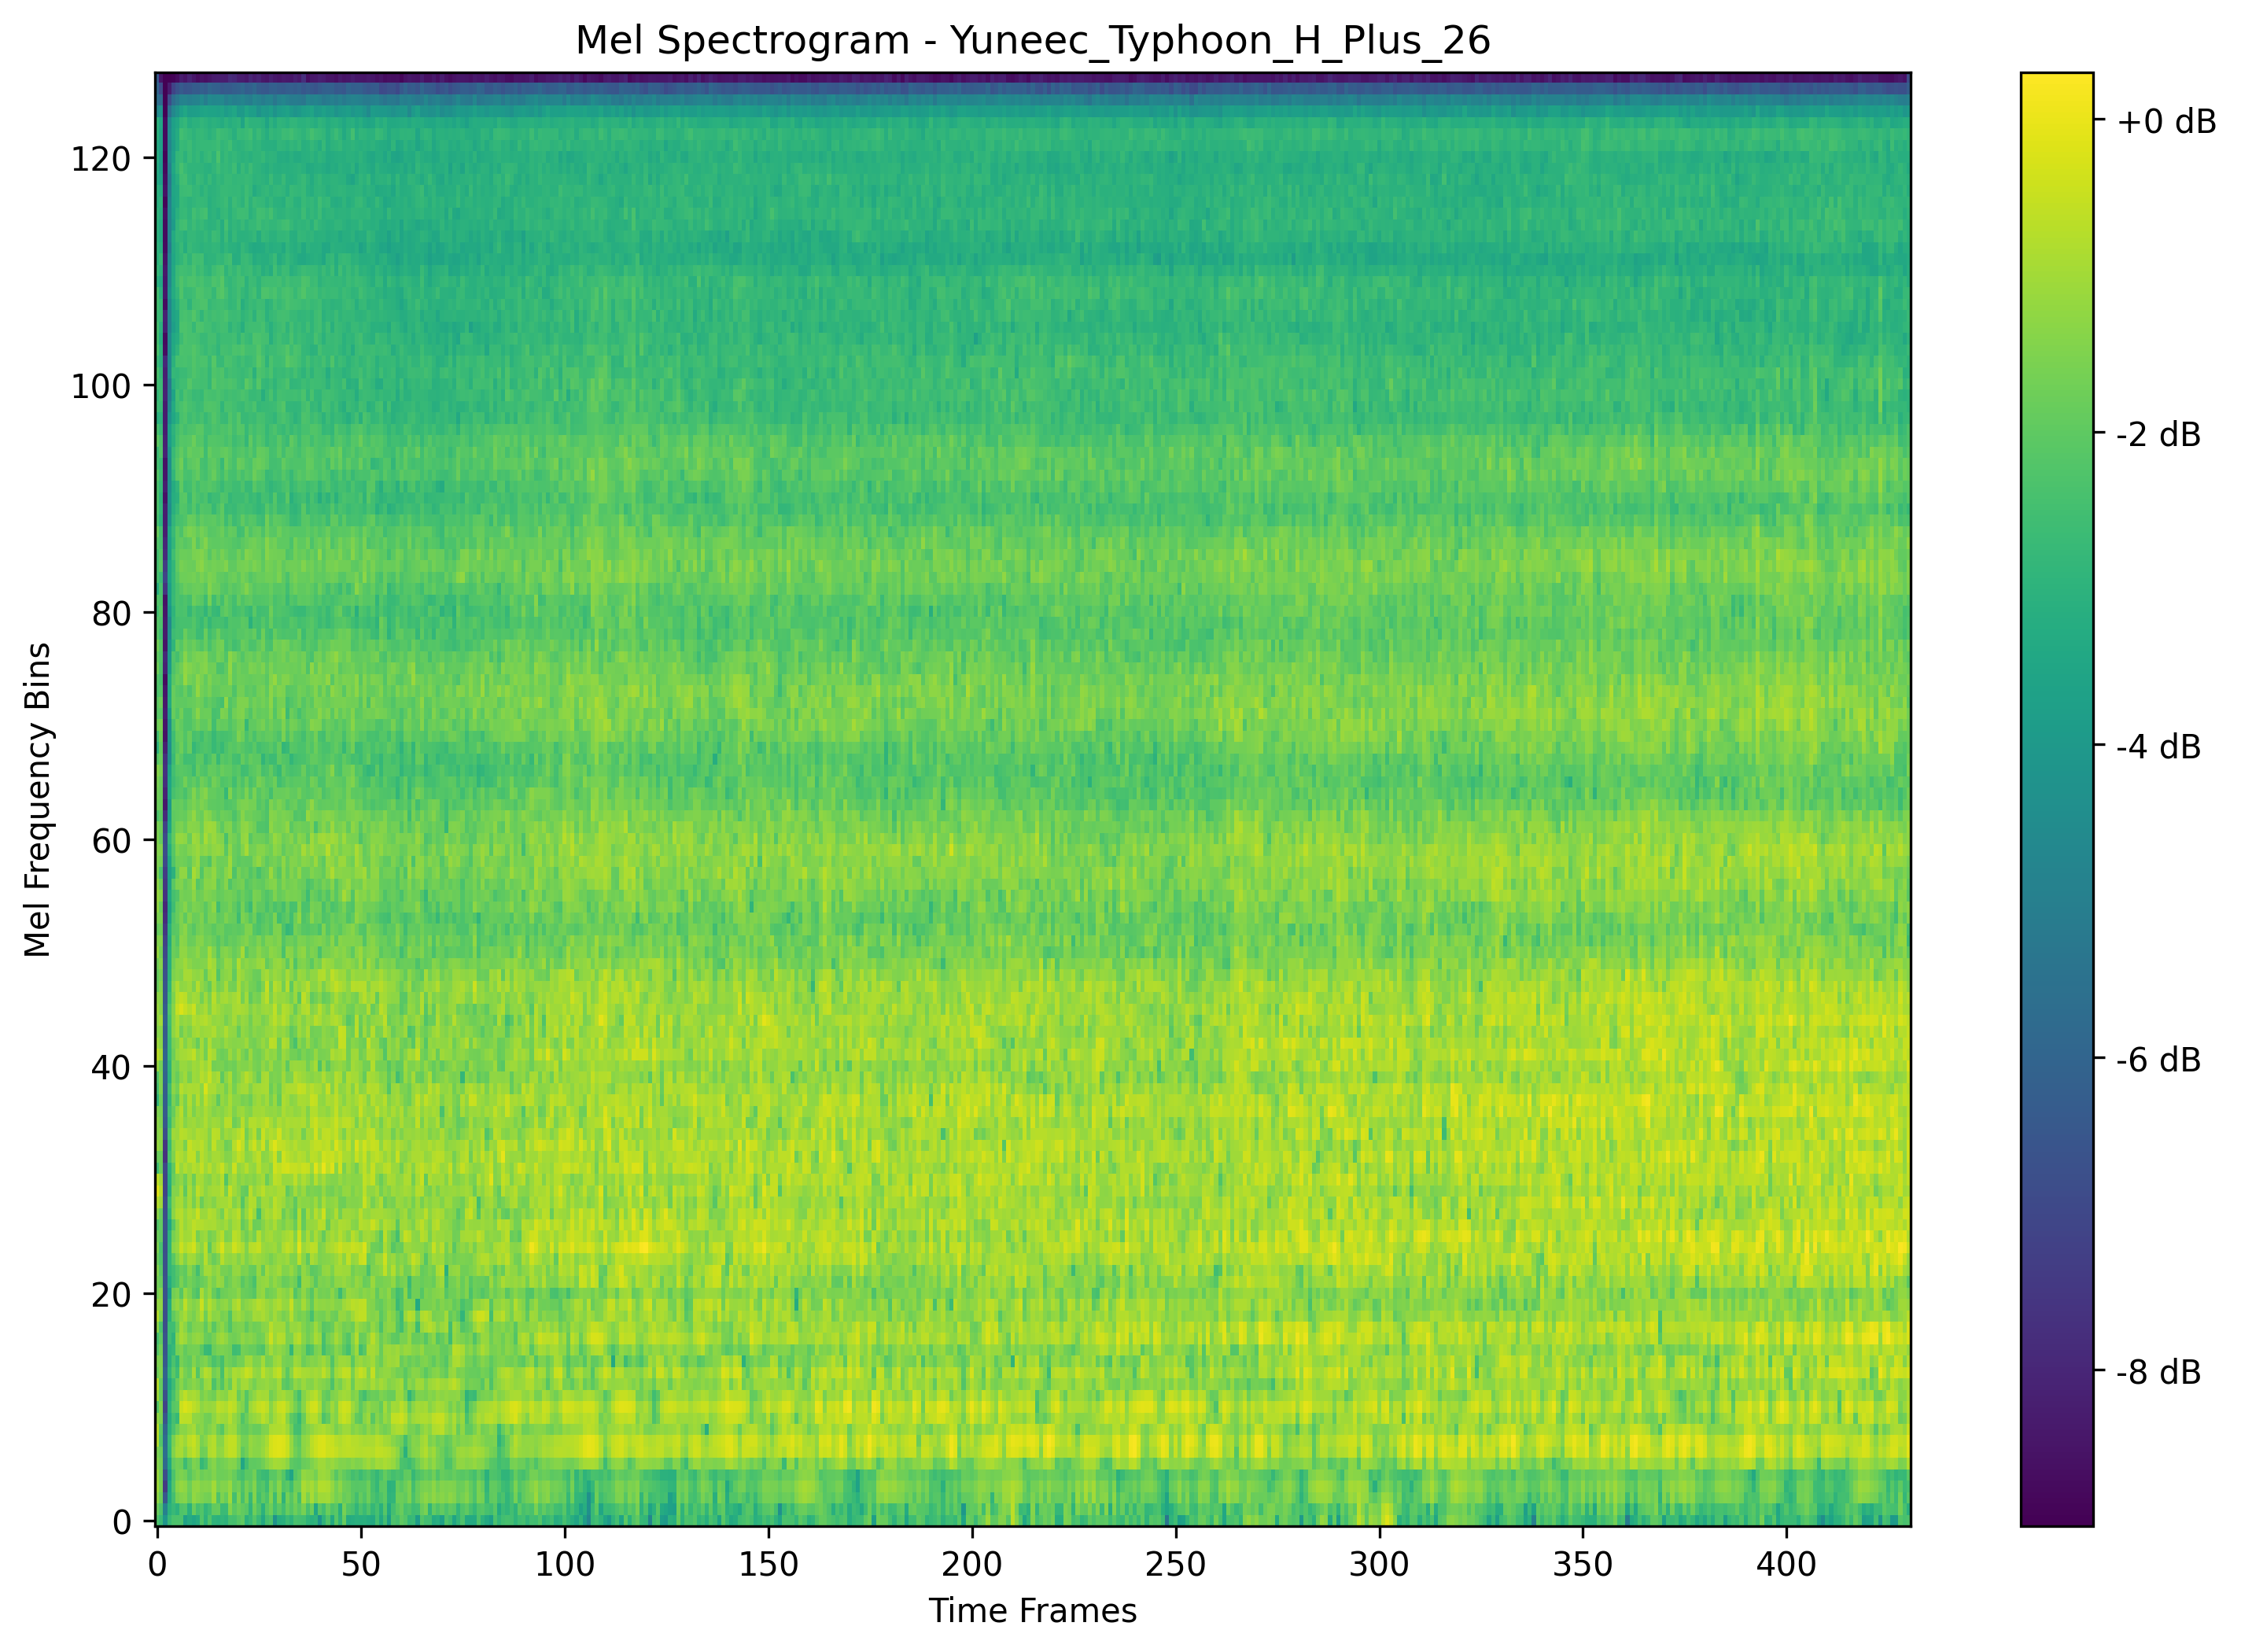 Mel Spectrogram - Yuneec_Typhoon_H_Plus_26
Mel Frequency Bins
120
100
80
60
40
20
0
0 50 100 150 200 250 300 350 400
Time Frames
+0 dB
-2 dB
-4 dB
-6 dB
-8 dB